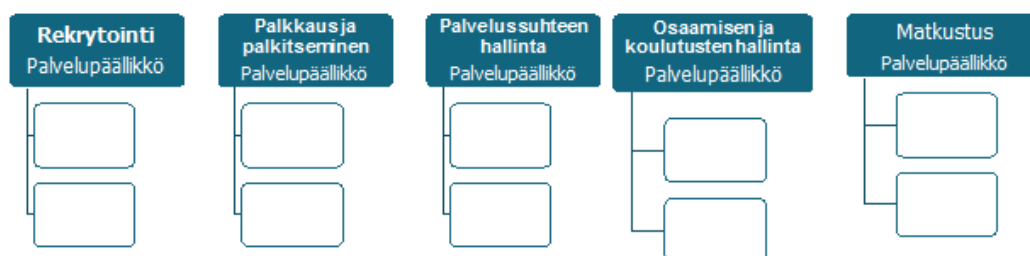 Rekrytointi
Palvelupäällikkö
Palkkaus ja
palkitseminen
Palvelupäällikkö
Palvelussuhteen
hallinta
Palvelupäällikkö
Osaamisen ja
koulutusten hallinta
Palvelupäällikkö
Matkustus
Palvelupäällikkö